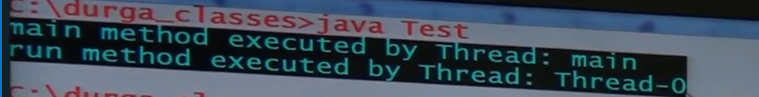 C:\durga_classes>java Test
main method executed by Thread: main
run method executed by Thread: Thread-0